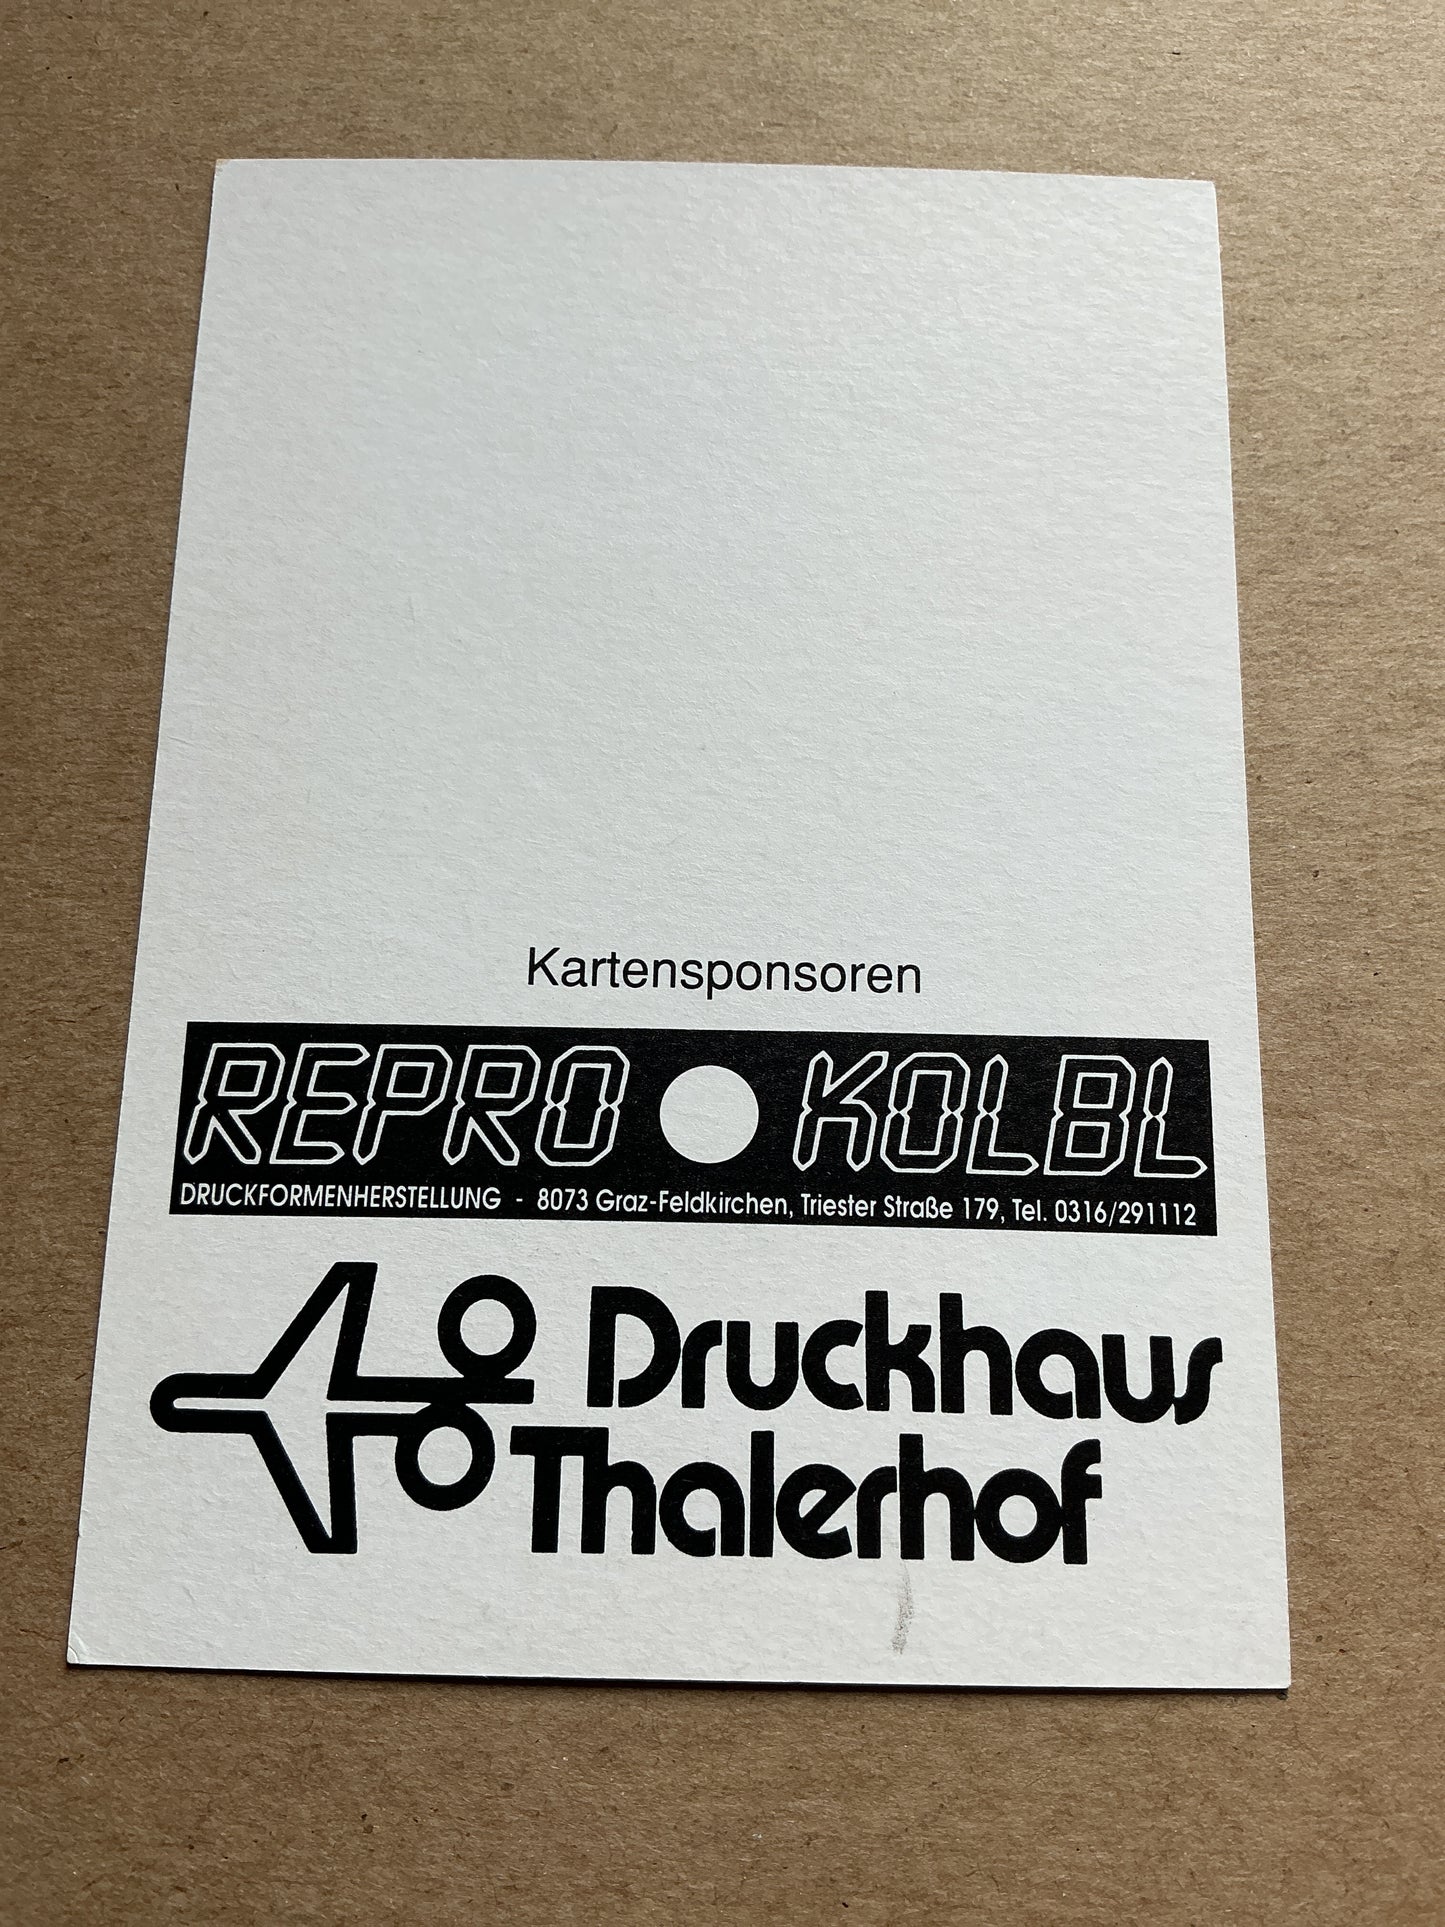 Kartensponsoren
REPRO KOLBL
DRUCKFORMENHERSTELLUNG - 8073 Graz-Feldkirchen, Triester Straße 179, Tel. 0316/291112
Druckhaus
Thalerhof